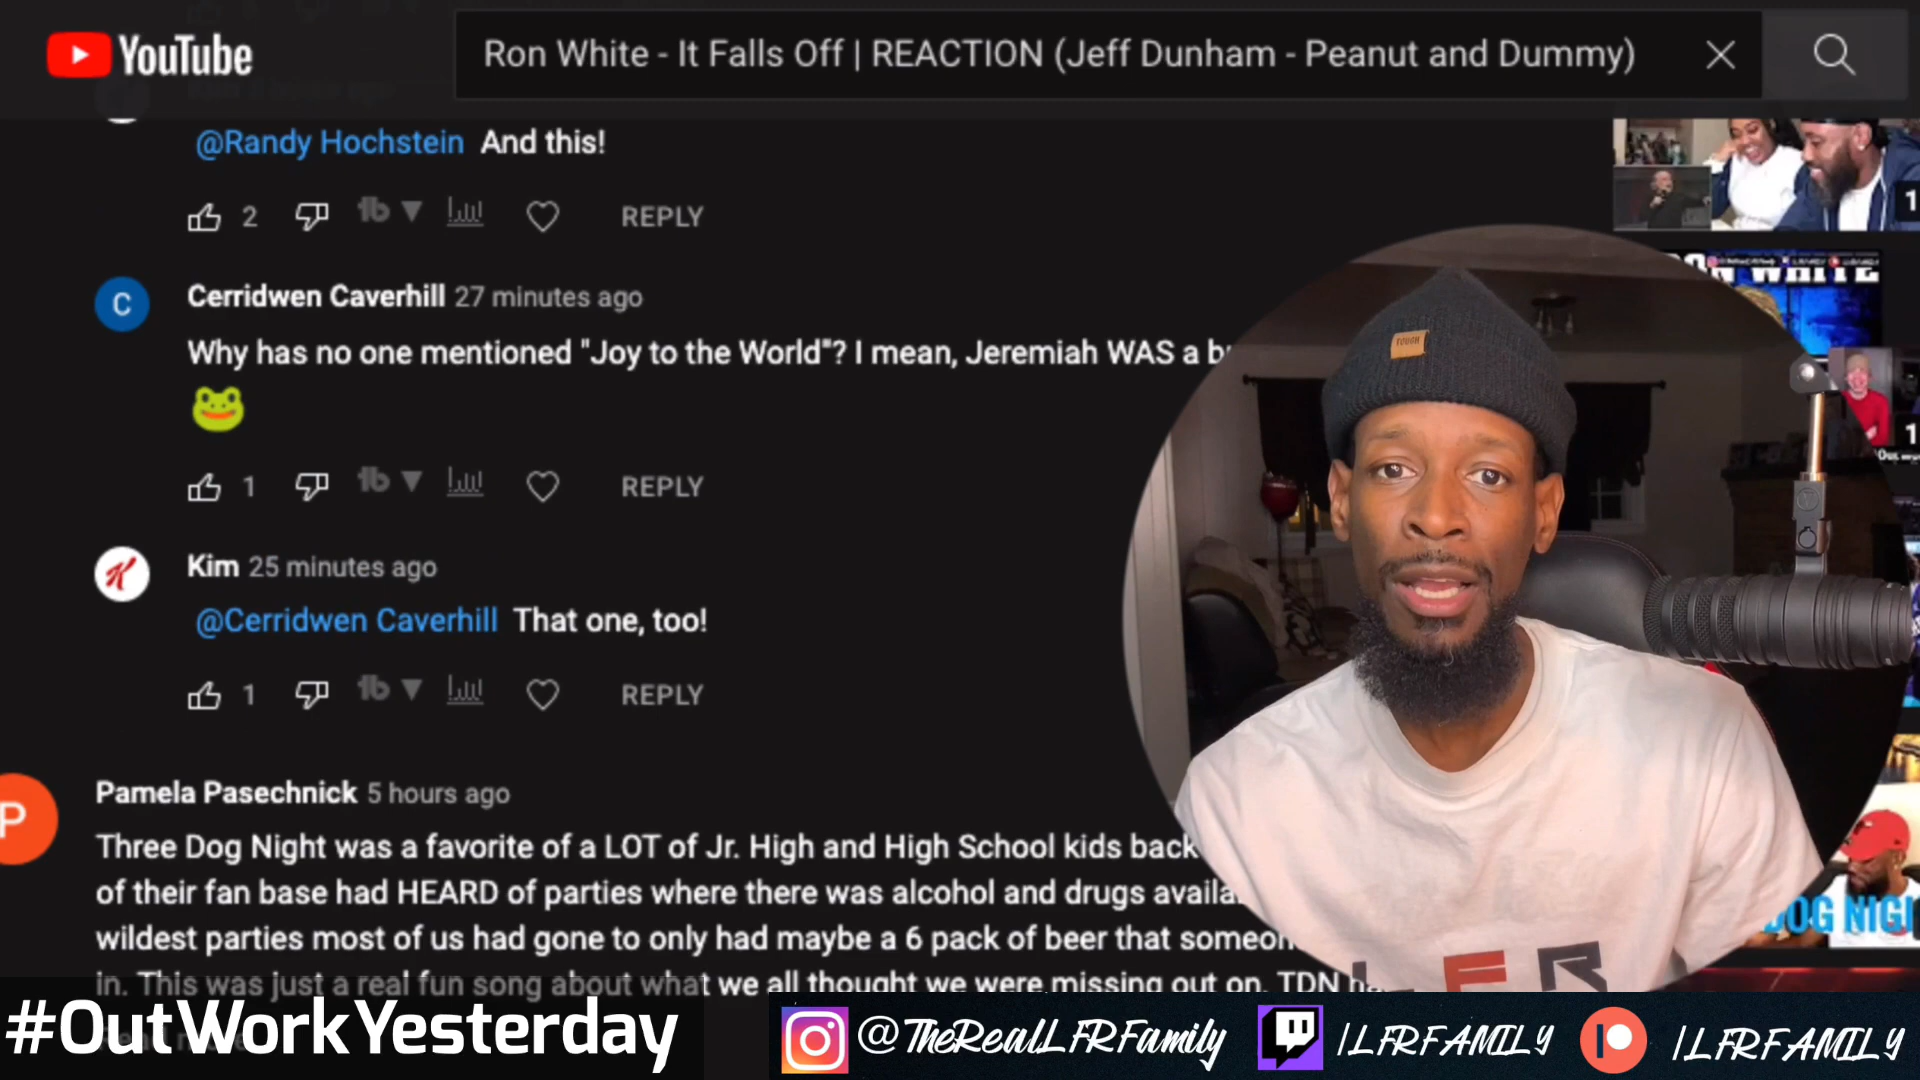 YouTube
Ron White - It Falls Off | REACTION (Jeff Dunham - Peanut and Dummy)
@Randy Hochstein And this!
2 REPLY
RON WHITE
C
Cerridwen Caverhill 27 minutes ago
Why has no one mentioned "Joy to the World"? I mean, Jeremiah WAS a
TOUGH
1 REPLY
K
Kim 25 minutes ago
@Cerridwen Caverhill That one, too!
1 REPLY
P
Pamela Pasechnick 5 hours ago
Three Dog Night was a favorite of a LOT of Jr. High and High School kids back
of their fan base had HEARD of parties where there was alcohol and drugs
wildest parties most of us had gone to only had maybe a 6 pack of beer that
in. This was just a real fun song about what we all thought we were missing out on. TDN
DOG
LFR
#OutWorkYesterday
@TheRealLFRFamily
/LFRFAMILY
/LFRFAMILY